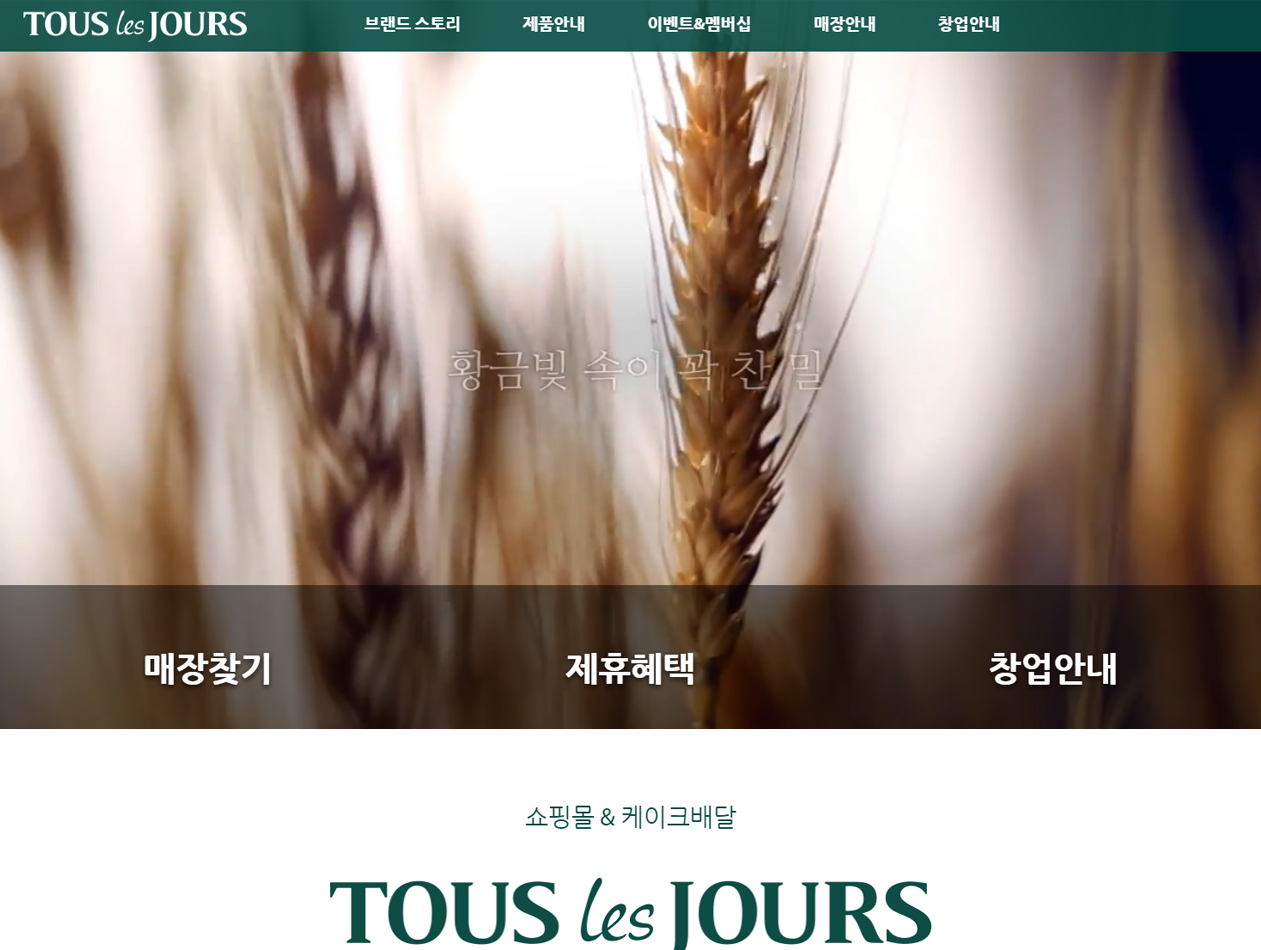 TOUS les JOURS
브랜드 스토리 제품안내 이벤트&멤버십 매장안내 창업안내
황금빛 속이 꽉 찬 밀
매장찾기 제휴혜택 창업안내
쇼핑몰 & 케이크배달
TOUS les JOURS